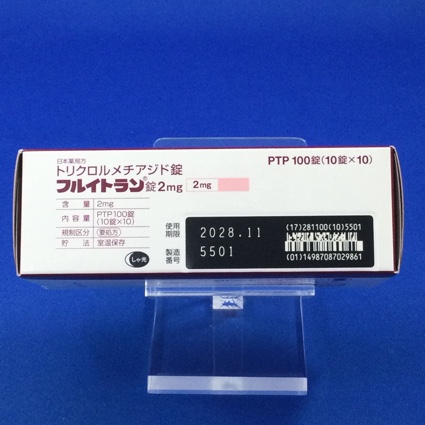 日本薬局方
トリクロルメチアジド錠
フルイトラン®錠2mg
2mg
PTP 100錠(10錠×10)
含　量 2mg
内 容 量 PTP100錠
(10錠×10)
規制区分 要処方
貯　法 室温保存
しゃ光
使用
期限
2028.11
製造
番号
5501
(17)281100(10)5501
(01)14987087029861